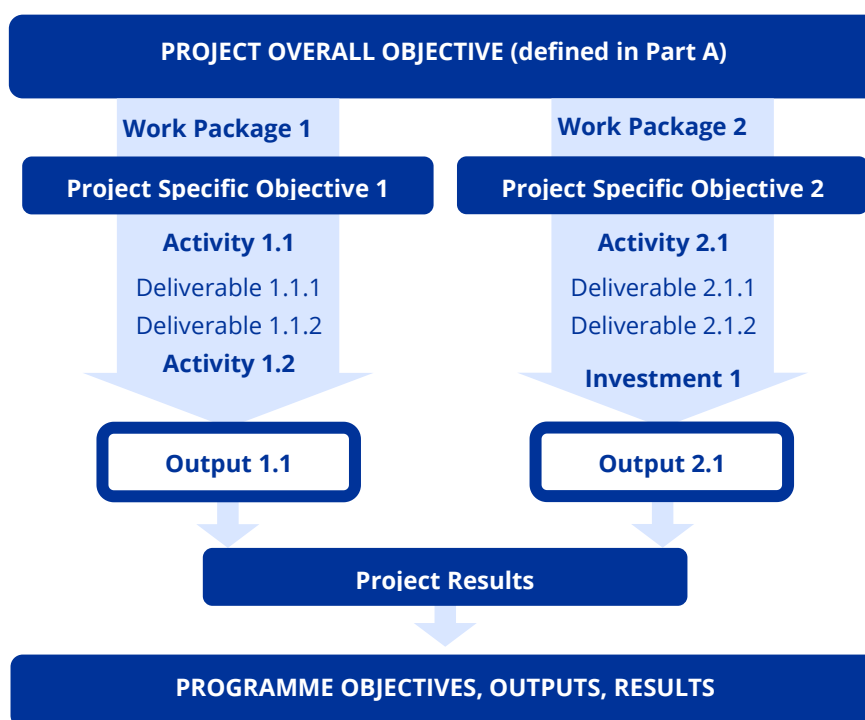 PROJECT OVERALL OBJECTIVE (defined in Part A)
Work Package 1
Project Specific Objective 1
Activity 1.1
Deliverable 1.1.1
Deliverable 1.1.2
Activity 1.2
Output 1.1
Work Package 2
Project Specific Objective 2
Activity 2.1
Deliverable 2.1.1
Deliverable 2.1.2
Investment 1
Output 2.1
Project Results
PROGRAMME OBJECTIVES, OUTPUTS, RESULTS